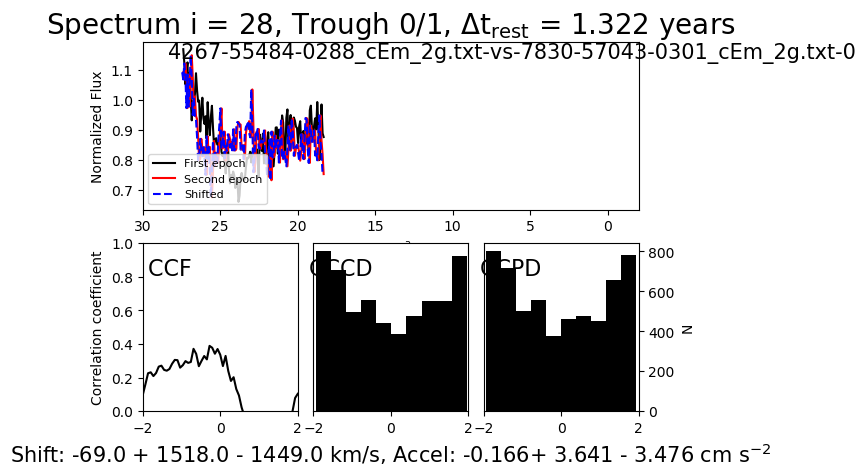 Spectrum i = 28, Trough 0/1, Δt_rest = 1.322 years
4267-55484-0288_cEm_2g.txt-vs-7830-57043-0301_cEm_2g.txt-0
Normalized Flux
1.1
1.0
0.9
0.8
0.7
First epoch
Second epoch
Shifted
30 25 20 15 10 5 0
Correlation coefficient
1.0
0.8
0.6
0.4
0.2
0.0
CCF
CCCD
CCPD
800
600
400
200
0
N
−2 0 2
−2 0 2
−2 0 2
Shift: -69.0 + 1518.0 - 1449.0 km/s, Accel: -0.166+ 3.641 - 3.476 cm s⁻²